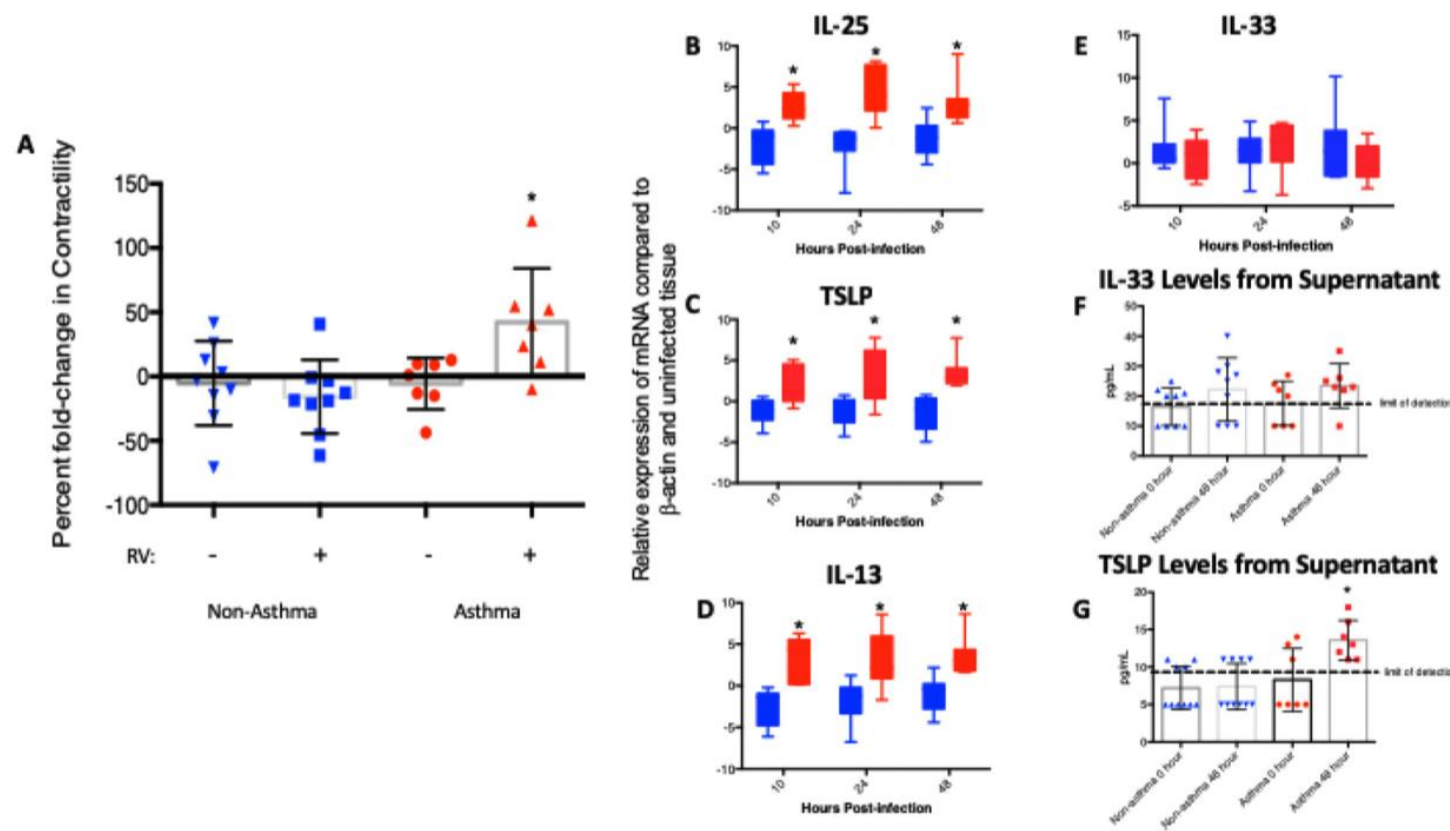 A
Percent fold-change in Contractility
150
100
50
0
-50
-100
*
RV: - + - +
Non-Asthma Asthma
Relative expression of mRNA compared to
β-actin and uninfected tissue
B
IL-25
10
5
0
-5
-10
* * *
10 24 48
Hours Post-infection
C
TSLP
10
5
0
-5
-10
* * *
10 24 48
Hours Post-infection
D
IL-13
10
5
0
-5
-10
* * *
10 24 48
Hours Post-infection
E
IL-33
15
10
5
0
-5
10 24 48
Hours Post-infection
IL-33 Levels from Supernatant
F
pg/mL
50
40
30
20
10
0
limit of detection
Non-asthma 0 hour
Non-asthma 48 hour
Asthma 0 hour
Asthma 48 hour
TSLP Levels from Supernatant
G
pg/mL
20
15
10
5
0
*
limit of detection
Non-asthma 0 hour
Non-asthma 48 hour
Asthma 0 hour
Asthma 48 hour